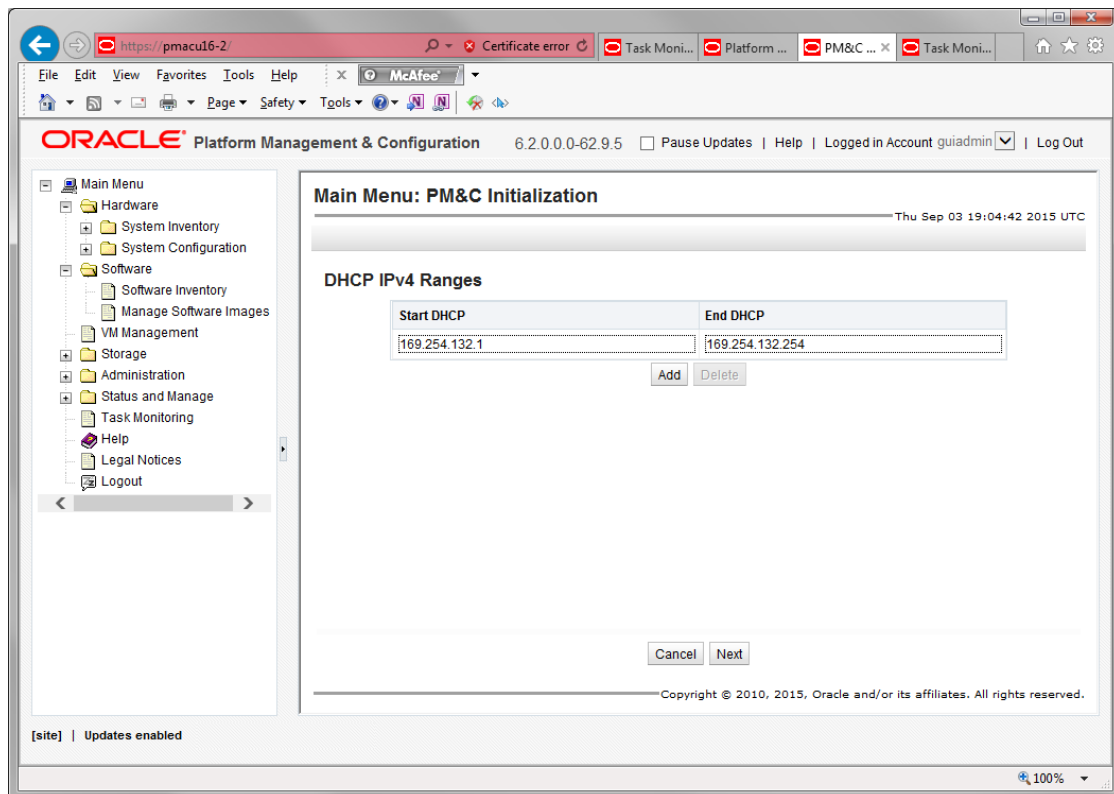 https://pmacu16-2/
Certificate error
Task Moni...
Platform ...
PM&C ...
Task Moni...
File Edit View Favorites Tools Help
McAfee
Page Safety Tools
ORACLE Platform Management & Configuration 6.2.0.0.0-62.9.5 Pause Updates | Help | Logged in Account guiadmin | Log Out
Main Menu
Hardware
System Inventory
System Configuration
Software
Software Inventory
Manage Software Images
VM Management
Storage
Administration
Status and Manage
Task Monitoring
Help
Legal Notices
Logout
Main Menu: PM&C Initialization
Thu Sep 03 19:04:42 2015 UTC
DHCP IPv4 Ranges
Start DHCP End DHCP
169.254.132.1 169.254.132.254
Add Delete
Cancel Next
Copyright © 2010, 2015, Oracle and/or its affiliates. All rights reserved.
[site] | Updates enabled
100%